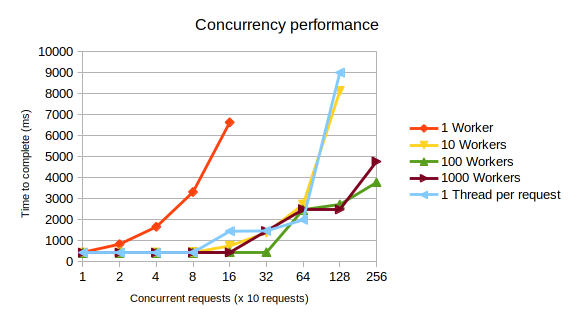 Concurrency performance
10000
9000
8000
7000
6000
5000
4000
3000
2000
1000
0
Time to complete (ms)
1 2 4 8 16 32 64 128 256
Concurrent requests (x 10 requests)
1 Worker
10 Workers
100 Workers
1000 Workers
1 Thread per request